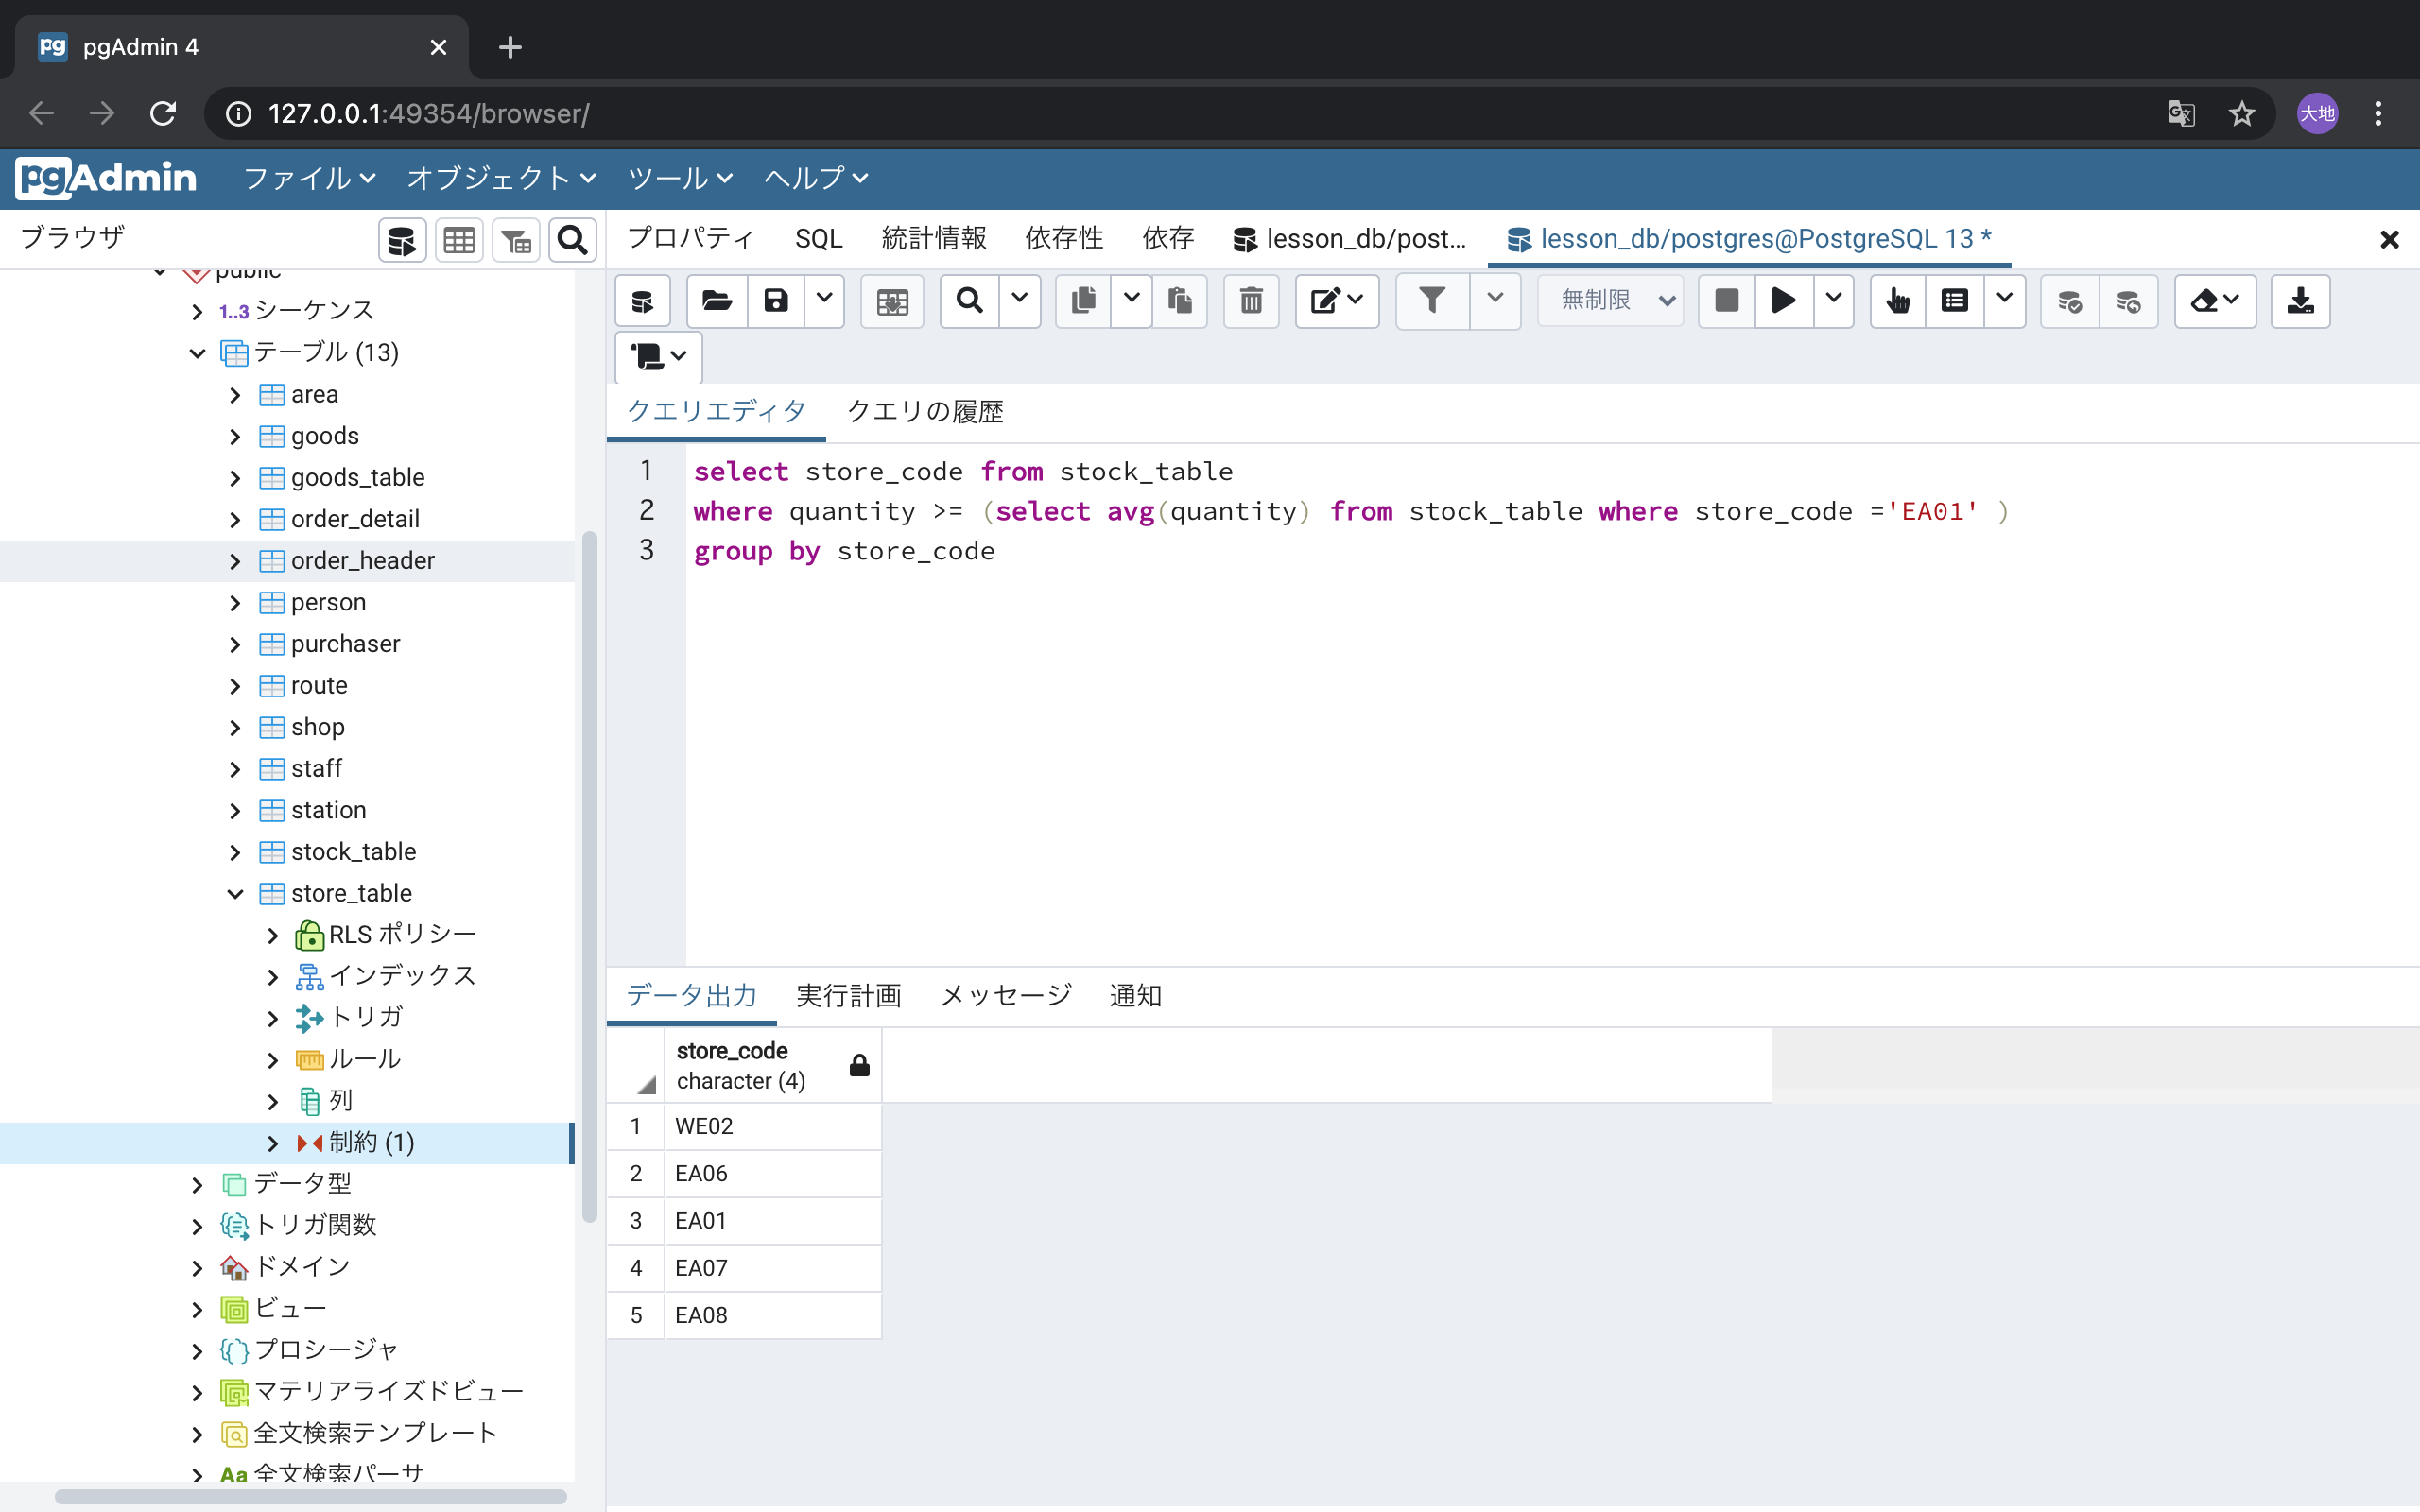 pgAdmin 4
127.0.0.1:49354/browser/
大地
pgAdmin
ファイル
オブジェクト
ツール
ヘルプ
ブラウザ
public
1..3 シーケンス
テーブル (13)
area
goods
goods_table
order_detail
order_header
person
purchaser
route
shop
staff
station
stock_table
store_table
RLS ポリシー
インデックス
トリガ
ルール
列
制約 (1)
データ型
トリガ関数
ドメイン
ビュー
プロシージャ
マテリアライズドビュー
全文検索テンプレート
Aa 全文検索パーサ
プロパティ
SQL
統計情報
依存性
依存
lesson_db/post...
lesson_db/postgres@PostgreSQL 13 *
無制限
クエリエディタ
クエリの履歴
1 select store_code from stock_table
2 where quantity >= (select avg(quantity) from stock_table where store_code ='EA01' )
3 group by store_code
データ出力
実行計画
メッセージ
通知
store_code
character (4)
1 WE02
2 EA06
3 EA01
4 EA07
5 EA08